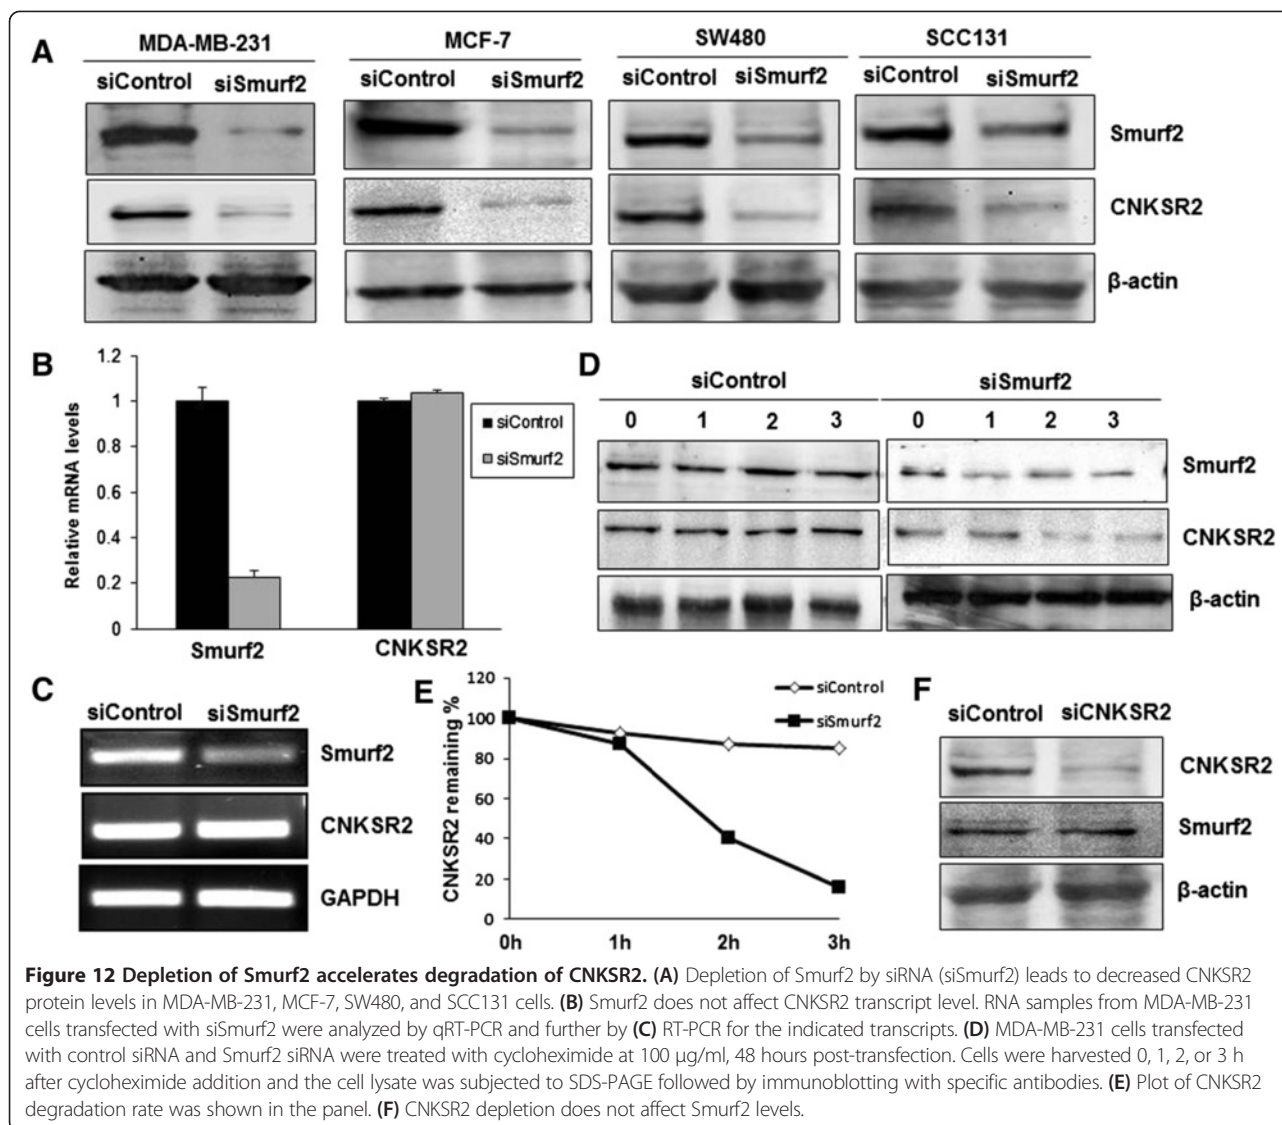 A
MDA-MB-231
MCF-7
SW480
SCC131
siControl siSmurf2
siControl siSmurf2
siControl siSmurf2
siControl siSmurf2
Smurf2
CNKSR2
β-actin
B
Relative mRNA levels
1.2
1
0.8
0.6
0.4
0.2
0
Smurf2
CNKSR2
siControl
siSmurf2
D
siControl
siSmurf2
0 1 2 3
0 1 2 3
Smurf2
CNKSR2
β-actin
C
siControl siSmurf2
Smurf2
CNKSR2
GAPDH
E
CNKSR2 remaining %
120
100
80
60
40
20
0
0h 1h 2h 3h
siControl
siSmurf2
F
siControl siCNKSR2
CNKSR2
Smurf2
β-actin
Figure 12 Depletion of Smurf2 accelerates degradation of CNKSR2. (A) Depletion of Smurf2 by siRNA (siSmurf2) leads to decreased CNKSR2
protein levels in MDA-MB-231, MCF-7, SW480, and SCC131 cells. (B) Smurf2 does not affect CNKSR2 transcript level. RNA samples from MDA-MB-231
cells transfected with siSmurf2 were analyzed by qRT-PCR and further by (C) RT-PCR for the indicated transcripts. (D) MDA-MB-231 cells transfected
with control siRNA and Smurf2 siRNA were treated with cycloheximide at 100 μg/ml, 48 hours post-transfection. Cells were harvested 0, 1, 2, or 3 h
after cycloheximide addition and the cell lysate was subjected to SDS-PAGE followed by immunoblotting with specific antibodies. (E) Plot of CNKSR2
degradation rate was shown in the panel. (F) CNKSR2 depletion does not affect Smurf2 levels.